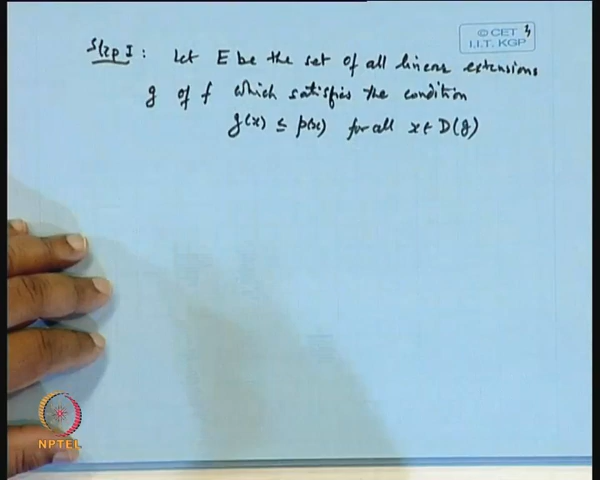 © CET
I.I.T. KGP
Step I : Let E be the set of all linear extensions
g of f which satisfies the condition
g(x) ≤ p(x) for all x ∈ D(g)
NPTEL